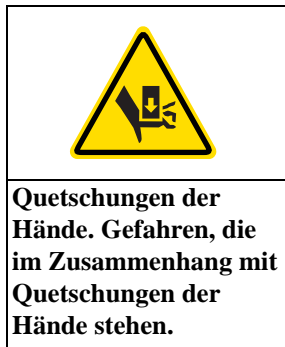 Quetschungen der
Hände. Gefahren, die
im Zusammenhang mit
Quetschungen der
Hände stehen.